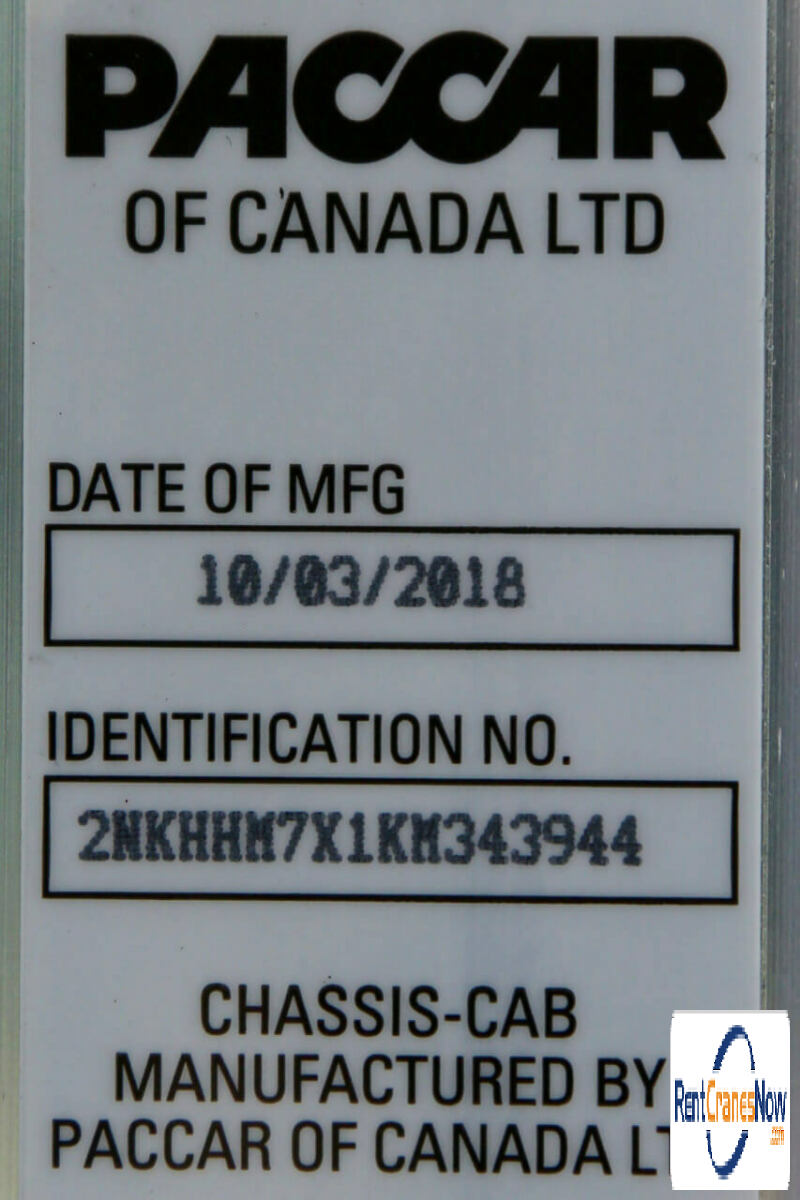 PACCAR
OF CANADA LTD
DATE OF MFG
10/03/2018
IDENTIFICATION NO.
2NKHHM7X1KM343944
CHASSIS-CAB
MANUFACTURED BY
PACCAR OF CANADA LT
RentCranesNow
.com